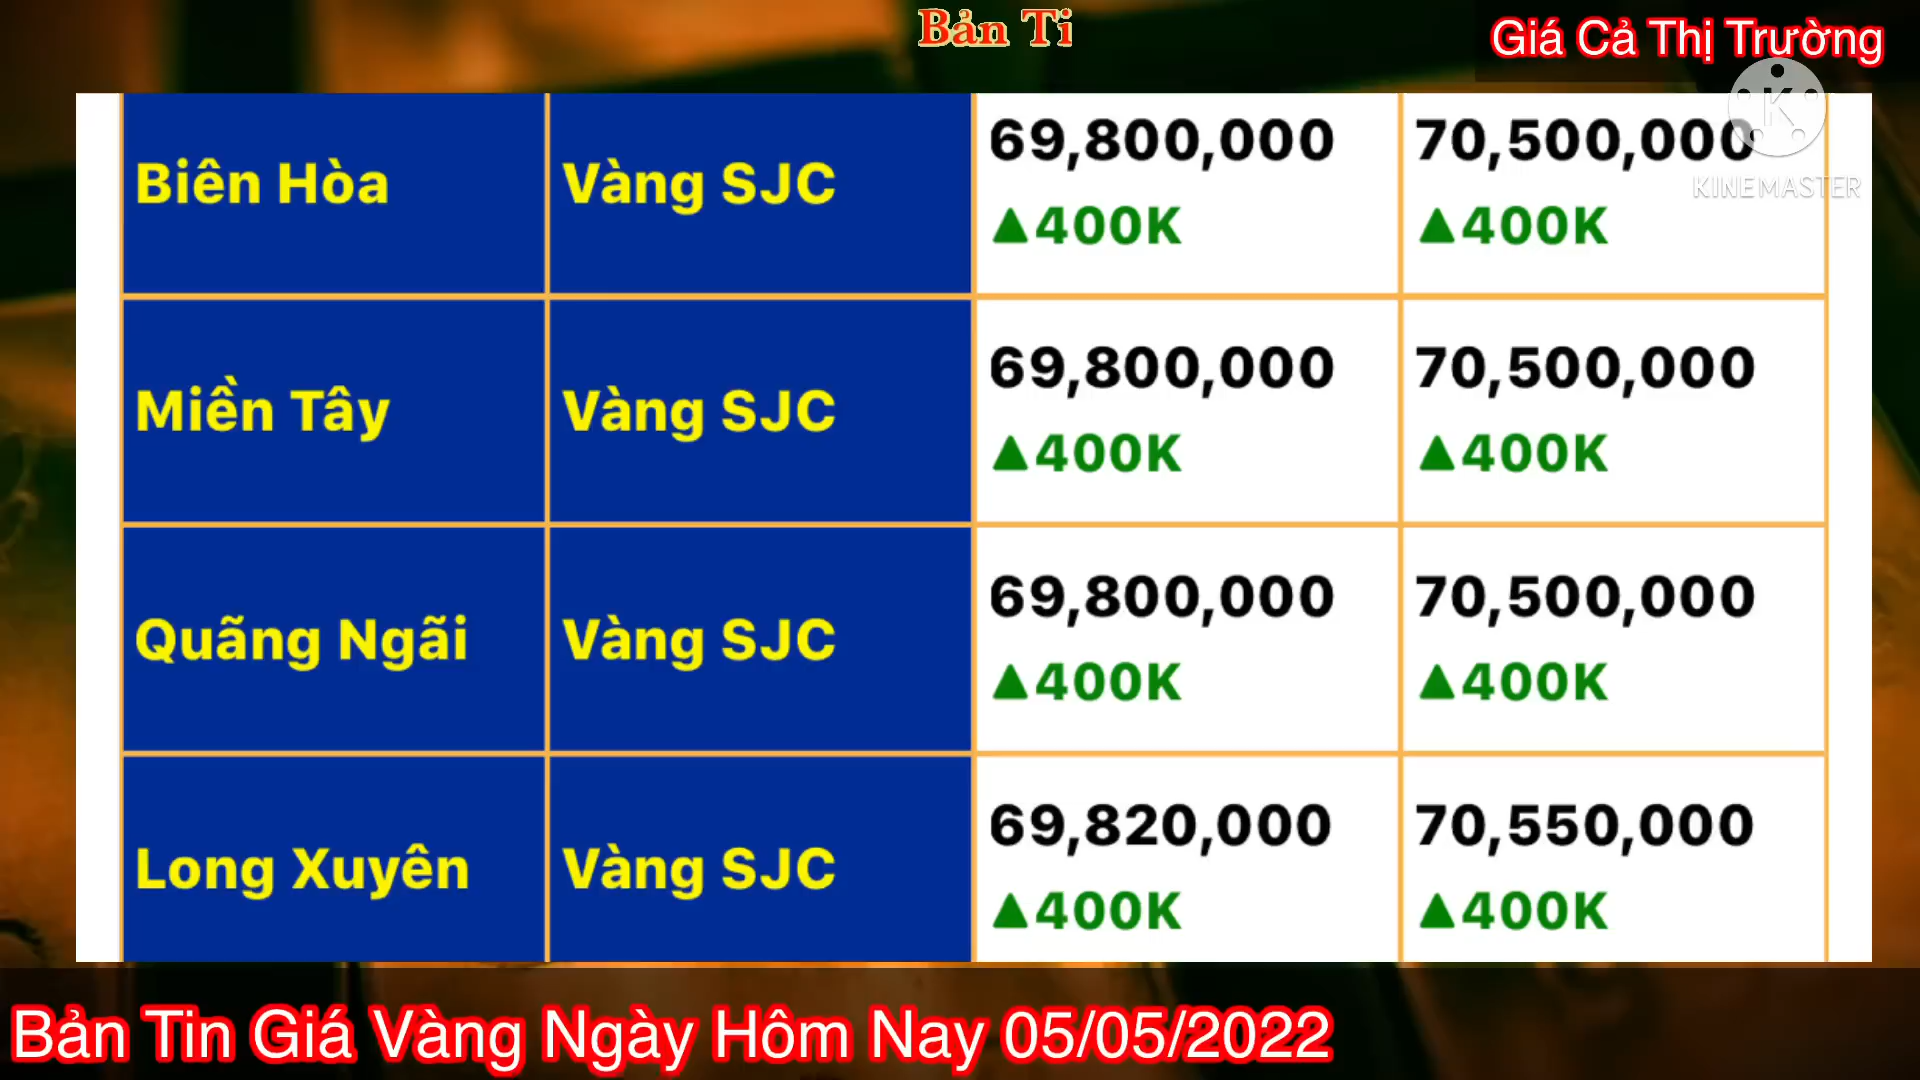 Bản Ti
Giá Cả Thị Trường
KINEMASTER
Biên Hòa Vàng SJC 69,800,000 70,500,000
▲400K ▲400K
Miền Tây Vàng SJC 69,800,000 70,500,000
▲400K ▲400K
Quãng Ngãi Vàng SJC 69,800,000 70,500,000
▲400K ▲400K
Long Xuyên Vàng SJC 69,820,000 70,550,000
▲400K ▲400K
Bản Tin Giá Vàng Ngày Hôm Nay 05/05/2022